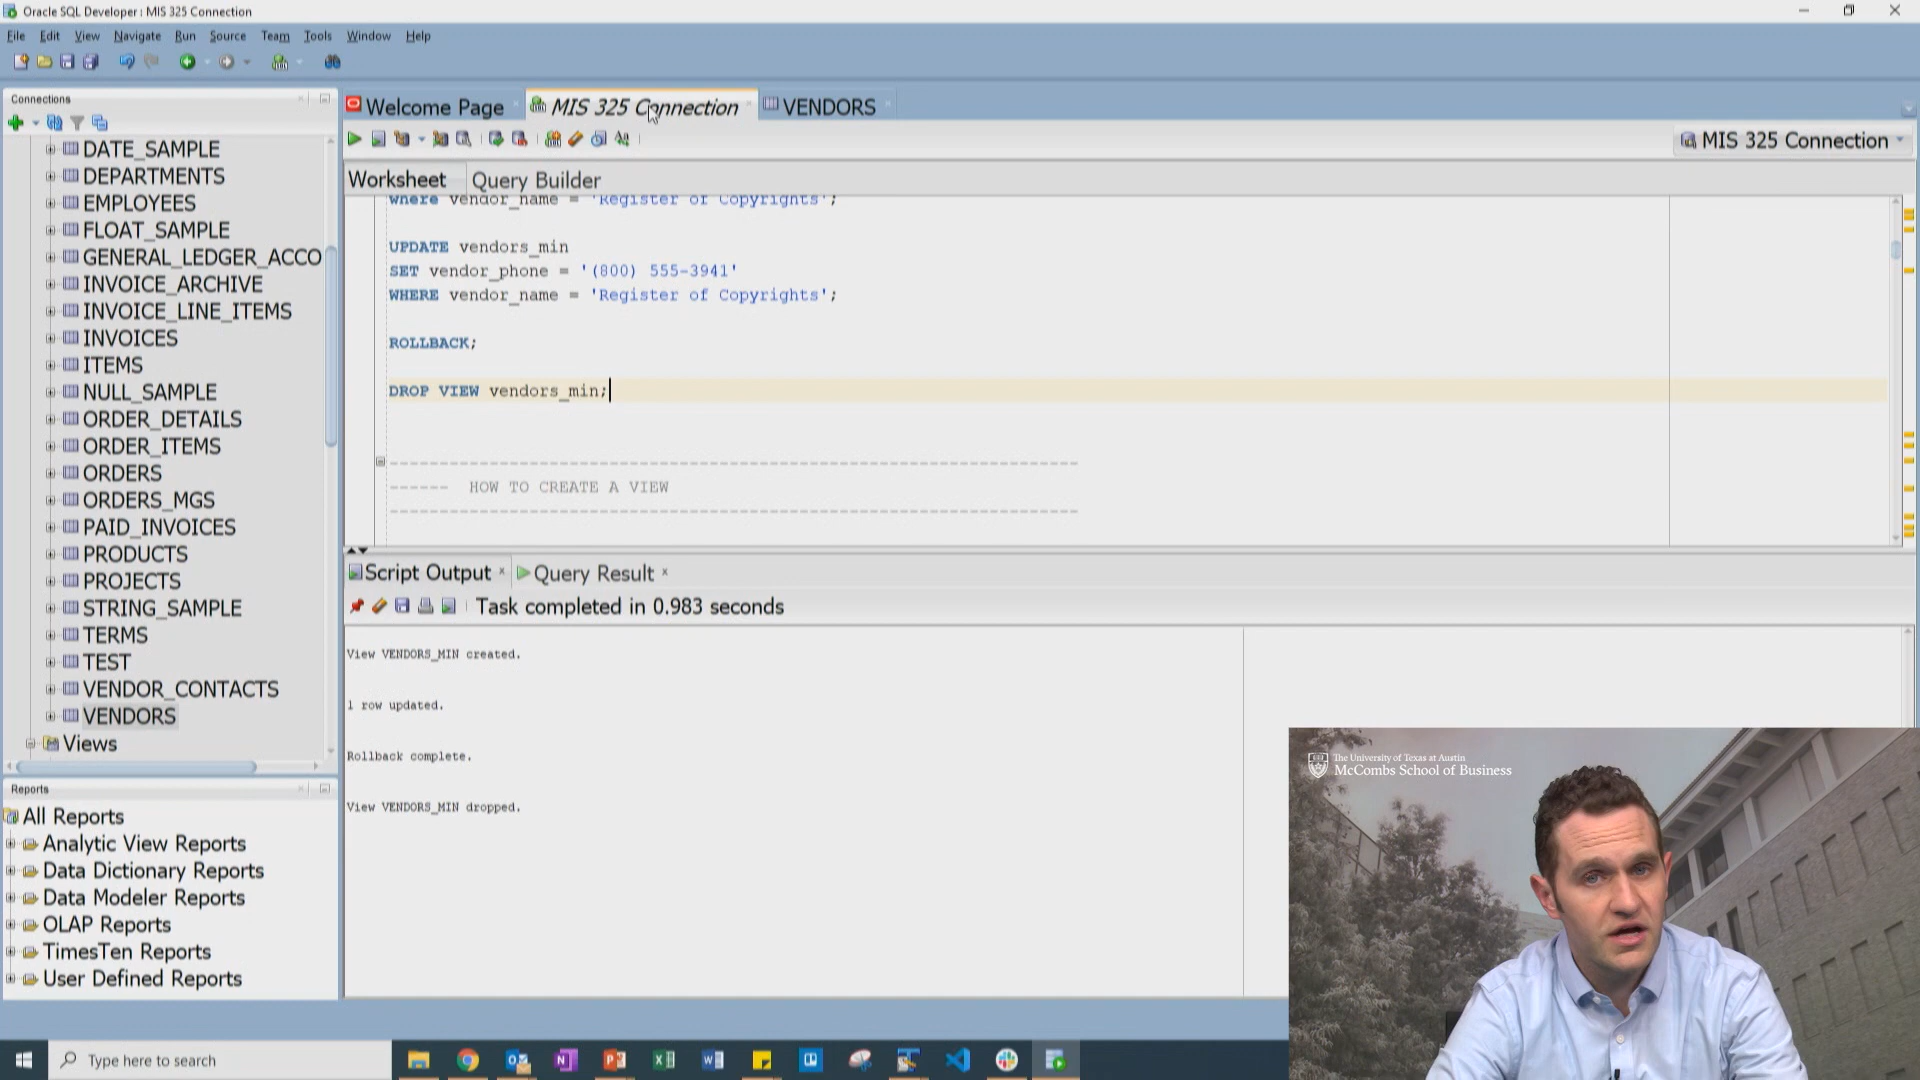 Oracle SQL Developer : MIS 325 Connection
File Edit View Navigate Run Source Team Tools Window Help
Connections
DATE_SAMPLE
DEPARTMENTS
EMPLOYEES
FLOAT_SAMPLE
GENERAL_LEDGER_ACCO
INVOICE_ARCHIVE
INVOICE_LINE_ITEMS
INVOICES
ITEMS
NULL_SAMPLE
ORDER_DETAILS
ORDER_ITEMS
ORDERS
ORDERS_MGS
PAID_INVOICES
PRODUCTS
PROJECTS
STRING_SAMPLE
TERMS
TEST
VENDOR_CONTACTS
VENDORS
Views
Reports
All Reports
Analytic View Reports
Data Dictionary Reports
Data Modeler Reports
OLAP Reports
TimesTen Reports
User Defined Reports
Welcome Page
MIS 325 Connection
VENDORS
MIS 325 Connection
Worksheet Query Builder
where vendor_name = 'Register of Copyrights';
UPDATE vendors_min
SET vendor_phone = '(800) 555-3941'
WHERE vendor_name = 'Register of Copyrights';
ROLLBACK;
DROP VIEW vendors_min;
---------------------------------------------------------------------
------ HOW TO CREATE A VIEW
---------------------------------------------------------------------
Script Output × Query Result ×
Task completed in 0.983 seconds
View VENDORS_MIN created.
1 row updated.
Rollback complete.
View VENDORS_MIN dropped.
The University of Texas at Austin
McCombs School of Business
Type here to search